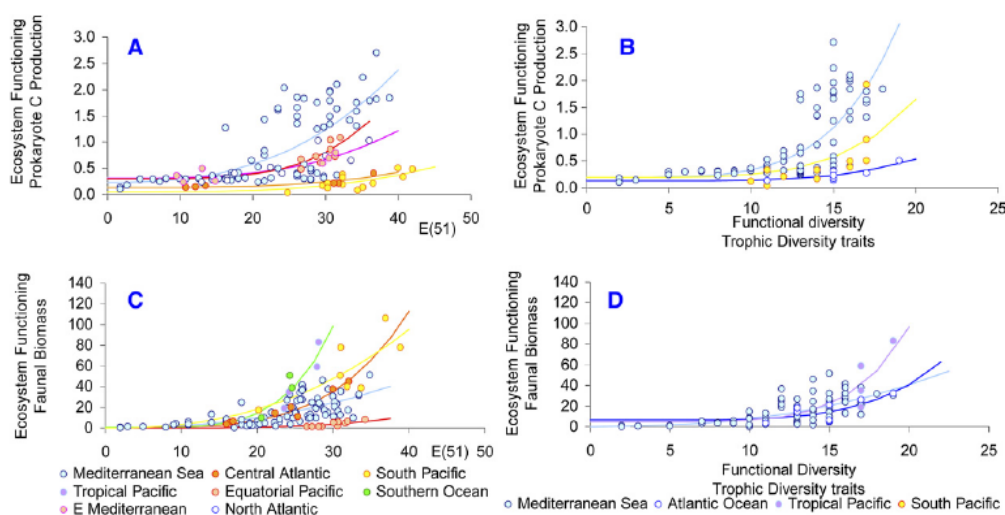 A
Ecosystem Functioning
Prokaryote C Production
3.0
2.5
2.0
1.5
1.0
0.5
0.0
0 10 20 30 40 50
E(51)
B
Ecosystem Functioning
Prokaryote C Production
3.0
2.5
2.0
1.5
1.0
0.5
0.0
0 5 10 15 20 25
Functional diversity
Trophic Diversity traits
C
Ecosystem Functioning
Faunal Biomass
140
120
100
80
60
40
20
0
0 10 20 30 40 50
E(51)
Mediterranean Sea Central Atlantic South Pacific
Tropical Pacific Equatorial Pacific Southern Ocean
E Mediterranean North Atlantic
D
Ecosystem Functioning
Faunal Biomass
140
120
100
80
60
40
20
0
0 5 10 15 20 25
Functional Diversity
Trophic Diversity traits
Mediterranean Sea Atlantic Ocean Tropical Pacific South Pacific